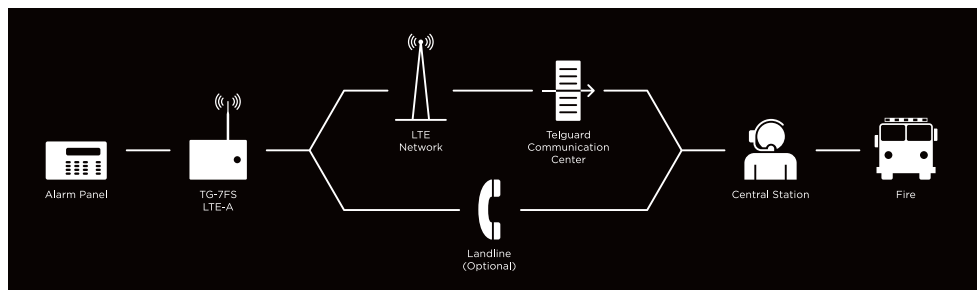 Alarm Panel
TG-7FS
LTE-A
LTE
Network
Telguard
Communication
Center
Landline
(Optional)
Central Station
Fire